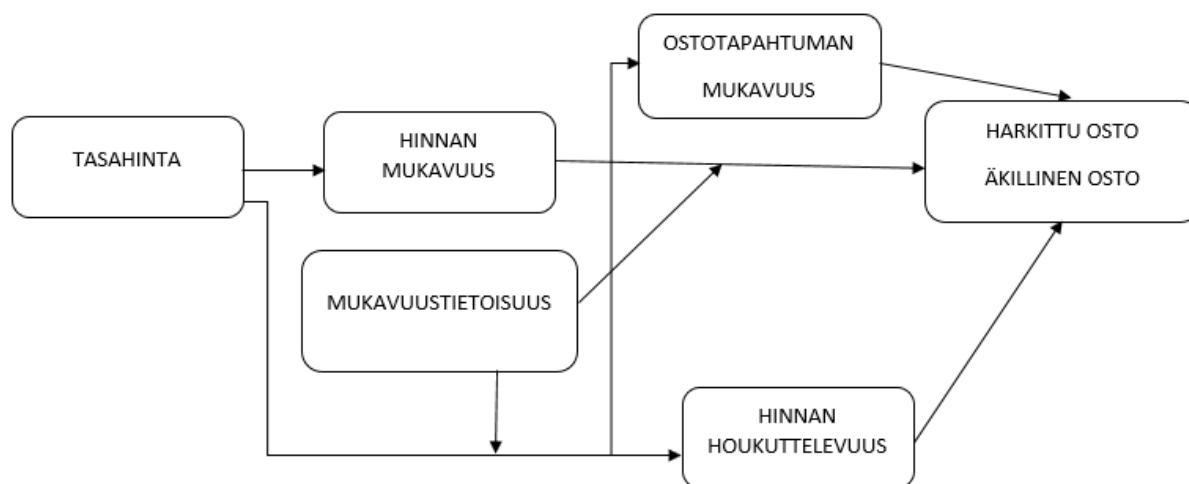 OSTOTAPAHTUMAN
MUKAVUUS
TASAHINTA
HINNAN
MUKAVUUS
HARKITTU OSTO
ÄKILLINEN OSTO
MUKAVUUSTIETOISUUS
HINNAN
HOUKUTTELEVUUS